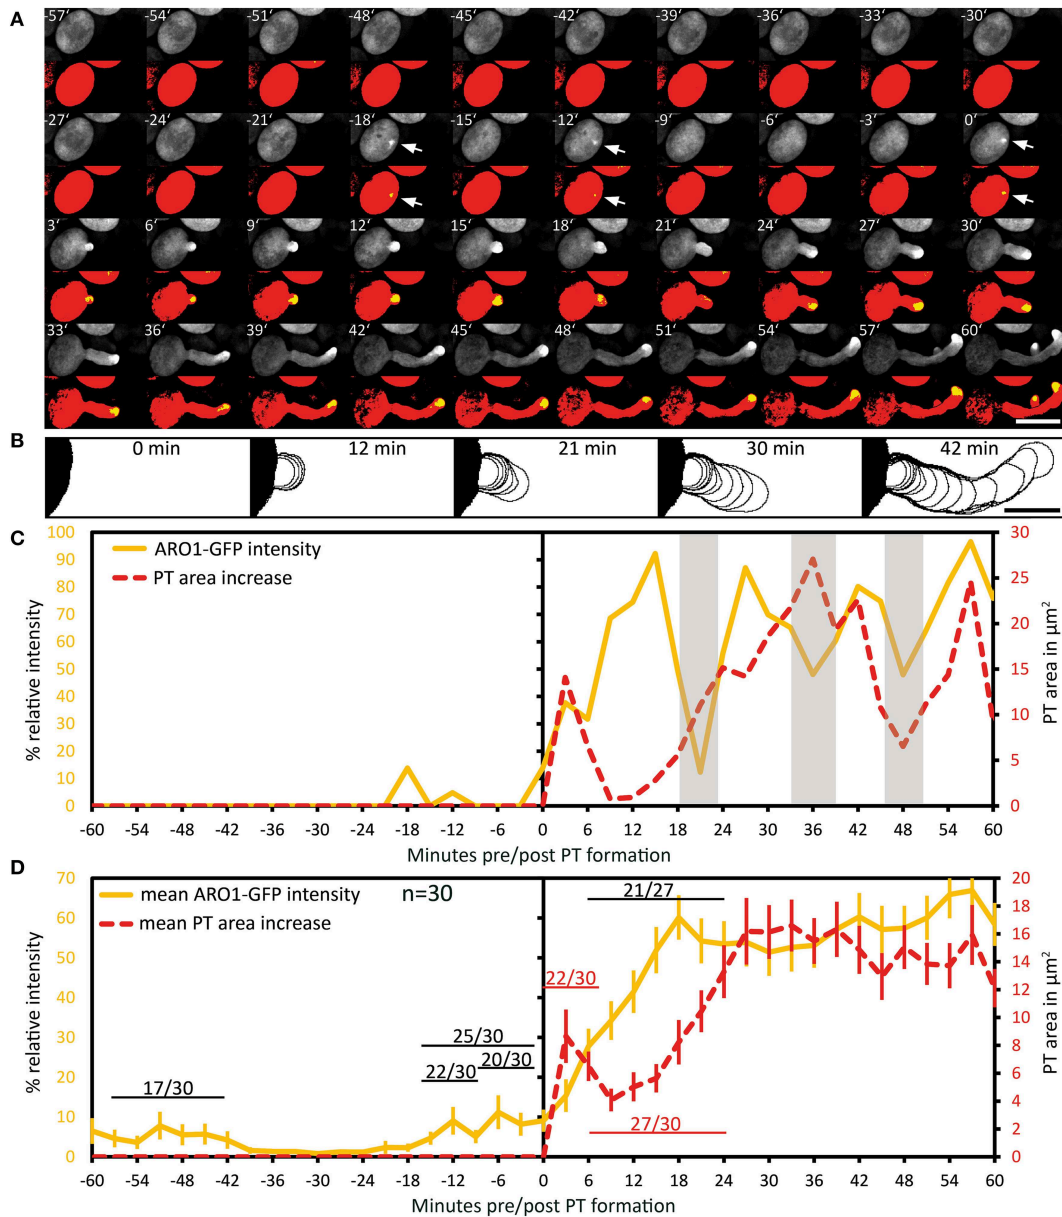 A
-57‘ -54‘ -51‘ -48‘ -45‘ -42‘ -39‘ -36‘ -33‘ -30‘
-27‘ -24‘ -21‘ -18‘ -15‘ -12‘ -9‘ -6‘ -3‘ 0‘
3‘ 6‘ 9‘ 12‘ 15‘ 18‘ 21‘ 24‘ 27‘ 30‘
33‘ 36‘ 39‘ 42‘ 45‘ 48‘ 51‘ 54‘ 57‘ 60‘
B
0 min 12 min 21 min 30 min 42 min
C
% relative intensity
100
90
80
70
60
50
40
30
20
10
0
ARO1-GFP intensity
PT area increase
30
25
20
15
10
5
0
PT area in µm²
-60 -54 -48 -42 -36 -30 -24 -18 -12 -6 0 6 12 18 24 30 36 42 48 54 60
Minutes pre/post PT formation
D
% relative intensity
70
60
50
40
30
20
10
0
mean ARO1-GFP intensity n=30
mean PT area increase
21/27
22/30
25/30
22/30 20/30
17/30
27/30
20
18
16
14
12
10
8
6
4
2
0
PT area in µm²
-60 -54 -48 -42 -36 -30 -24 -18 -12 -6 0 6 12 18 24 30 36 42 48 54 60
Minutes pre/post PT formation